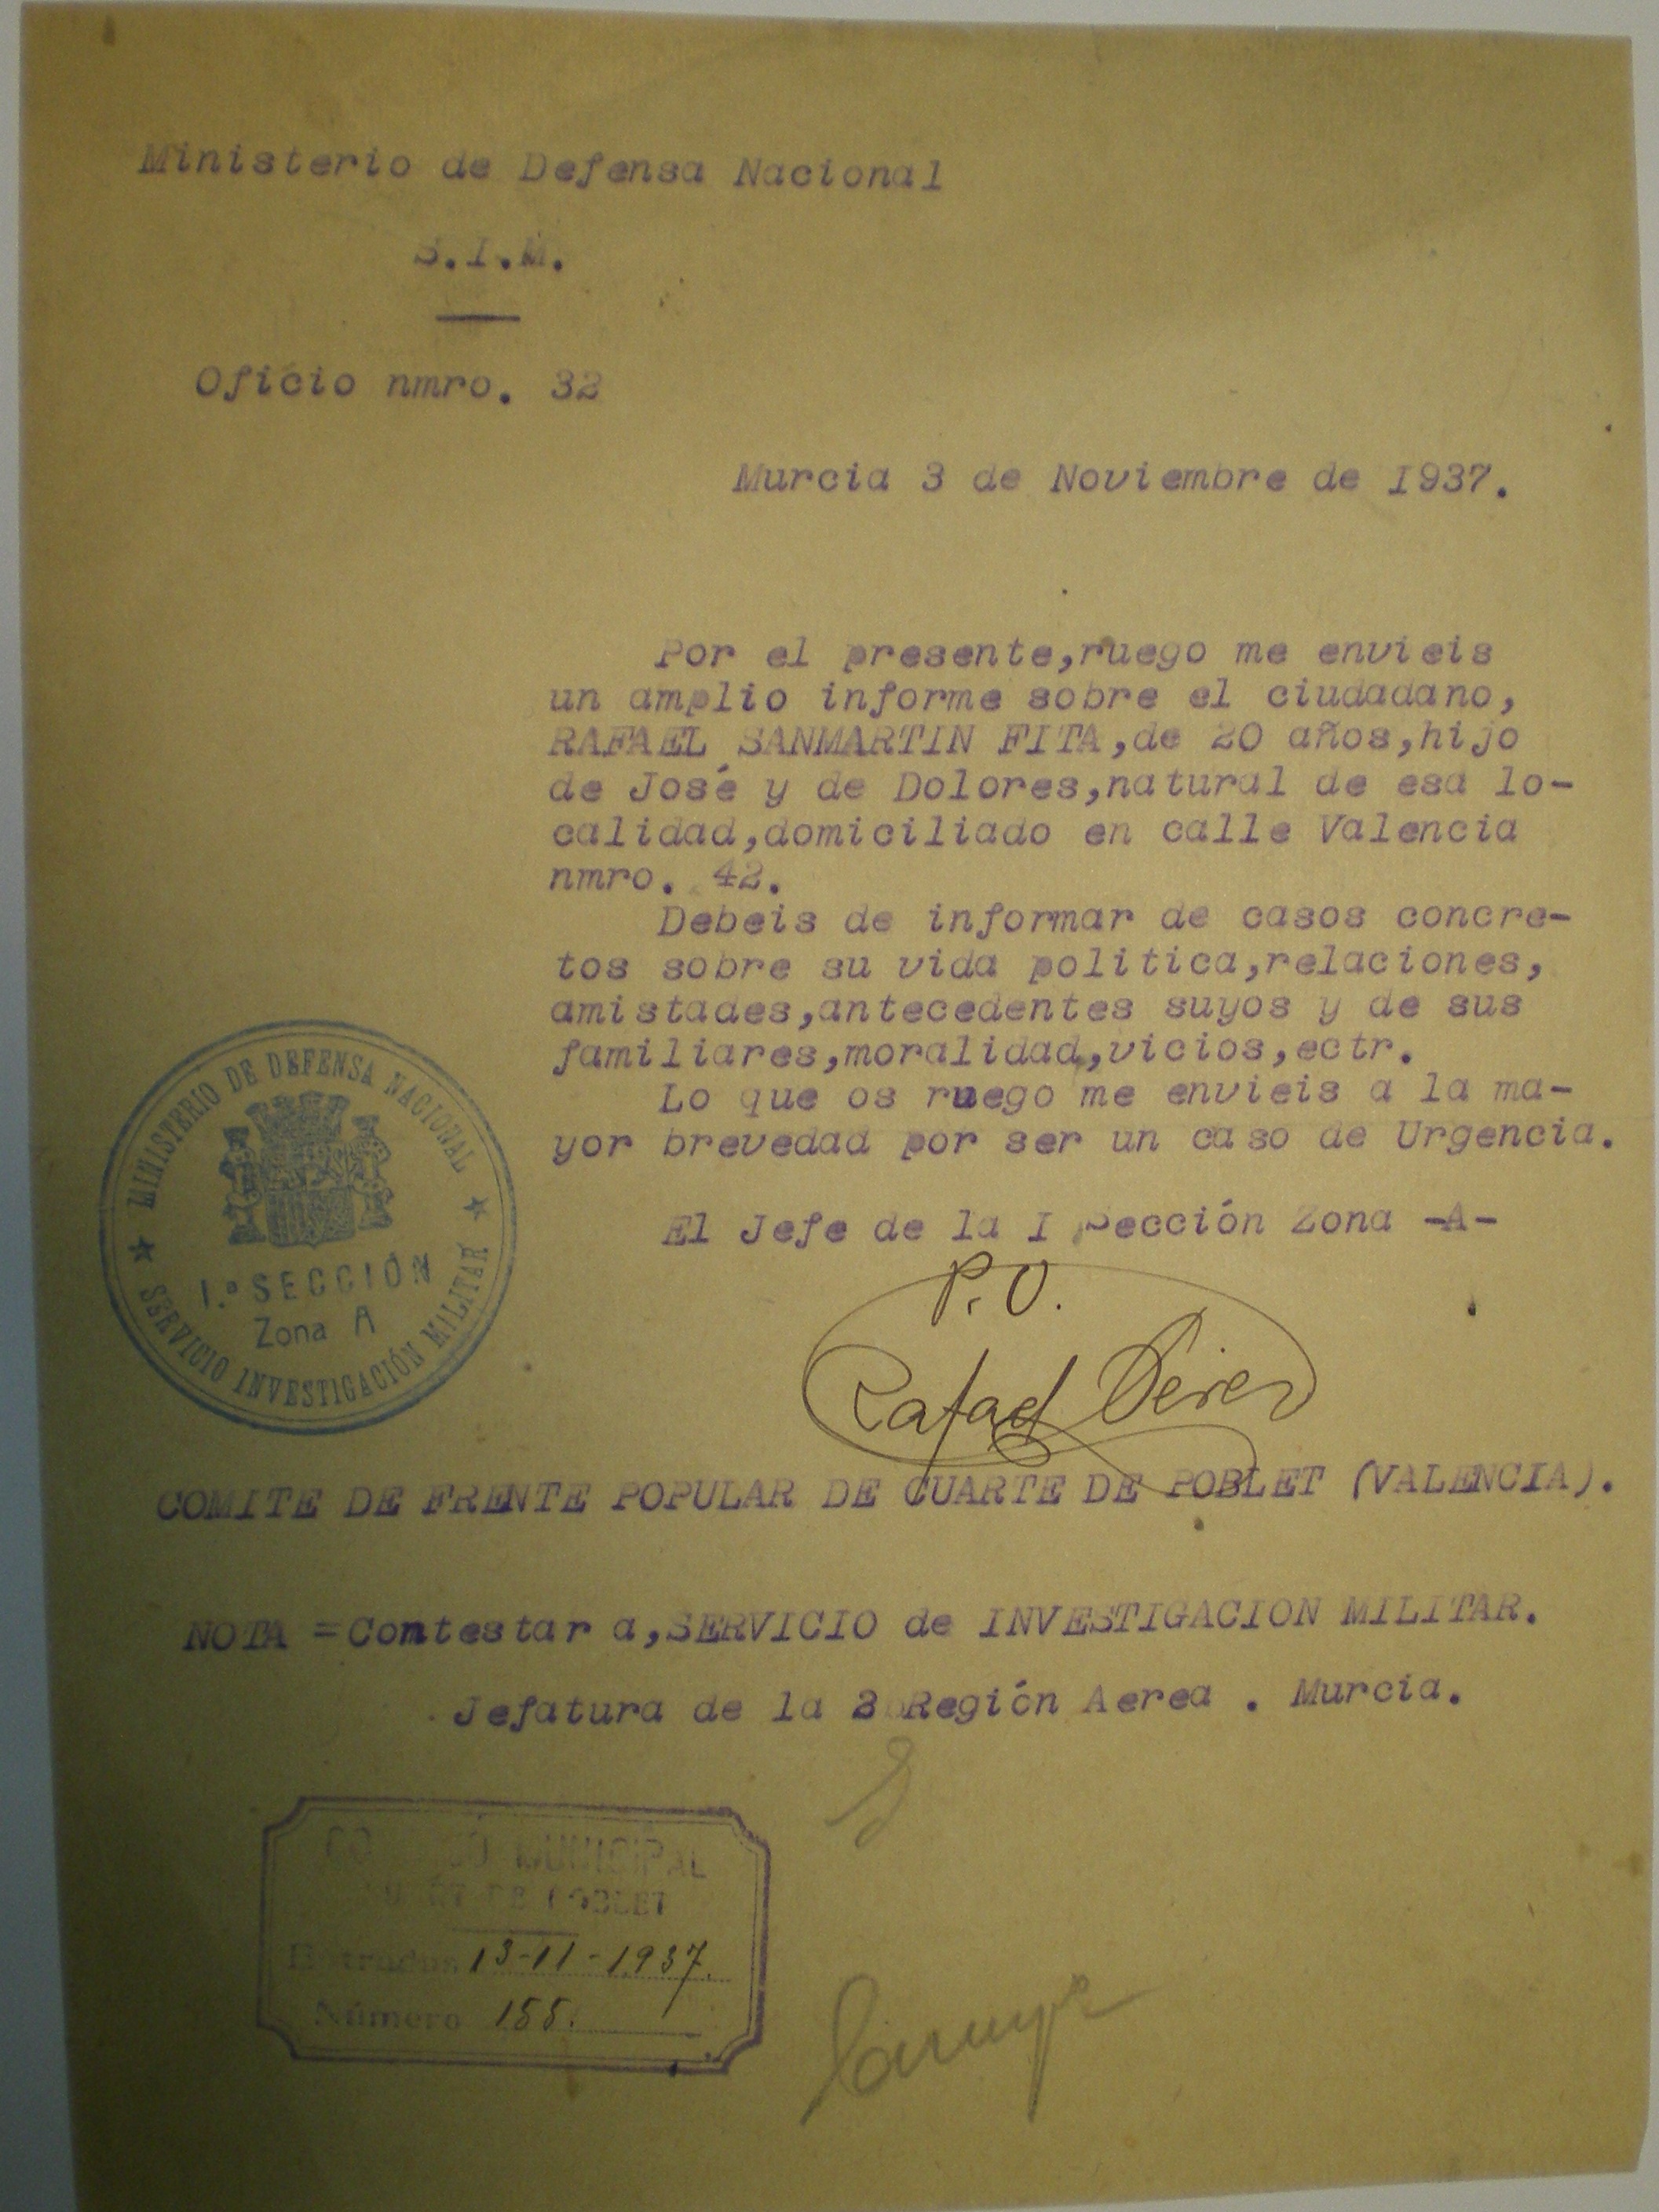 Ministerio de Defensa Nacional
S.I.M.
Oficio nmro. 32
Murcia 3 de Noviembre de I937.
Por el presente,ruego me envieis
un amplio informe sobre el ciudadano,
RAFAEL SANMARTIN FITA,de 20 años,hijo
de José y de Dolores,natural de esa lo-
calidad,domiciliado en calle Valencia
nmro. 42.
Debeis de informar de casos concre-
tos sobre su vida politica,relaciones,
amistades,antecedentes suyos y de sus
familiares,moralidad,vicios,ectr.
Lo que os ruego me envieis a la ma-
yor brevedad por ser un caso de Urgencia.
El Jefe de la I Sección Zona -A-
P.O.
Rafael Pérez
MINISTERIO DE DEFENSA NACIONAL
1.ª SECCIÓN
Zona A
SERVICIO INVESTIGACIÓN MILITAR
COMITE DE FRENTE POPULAR DE CUARTE DE POBLET (VALENCIA).
NOTA =Contestar a,SERVICIO de INVESTIGACION MILITAR.
Jefatura de la Región Aerea . Murcia.
MUNICIPAL
DE POBLET
Entradas 13-11-1937.
Número 155.